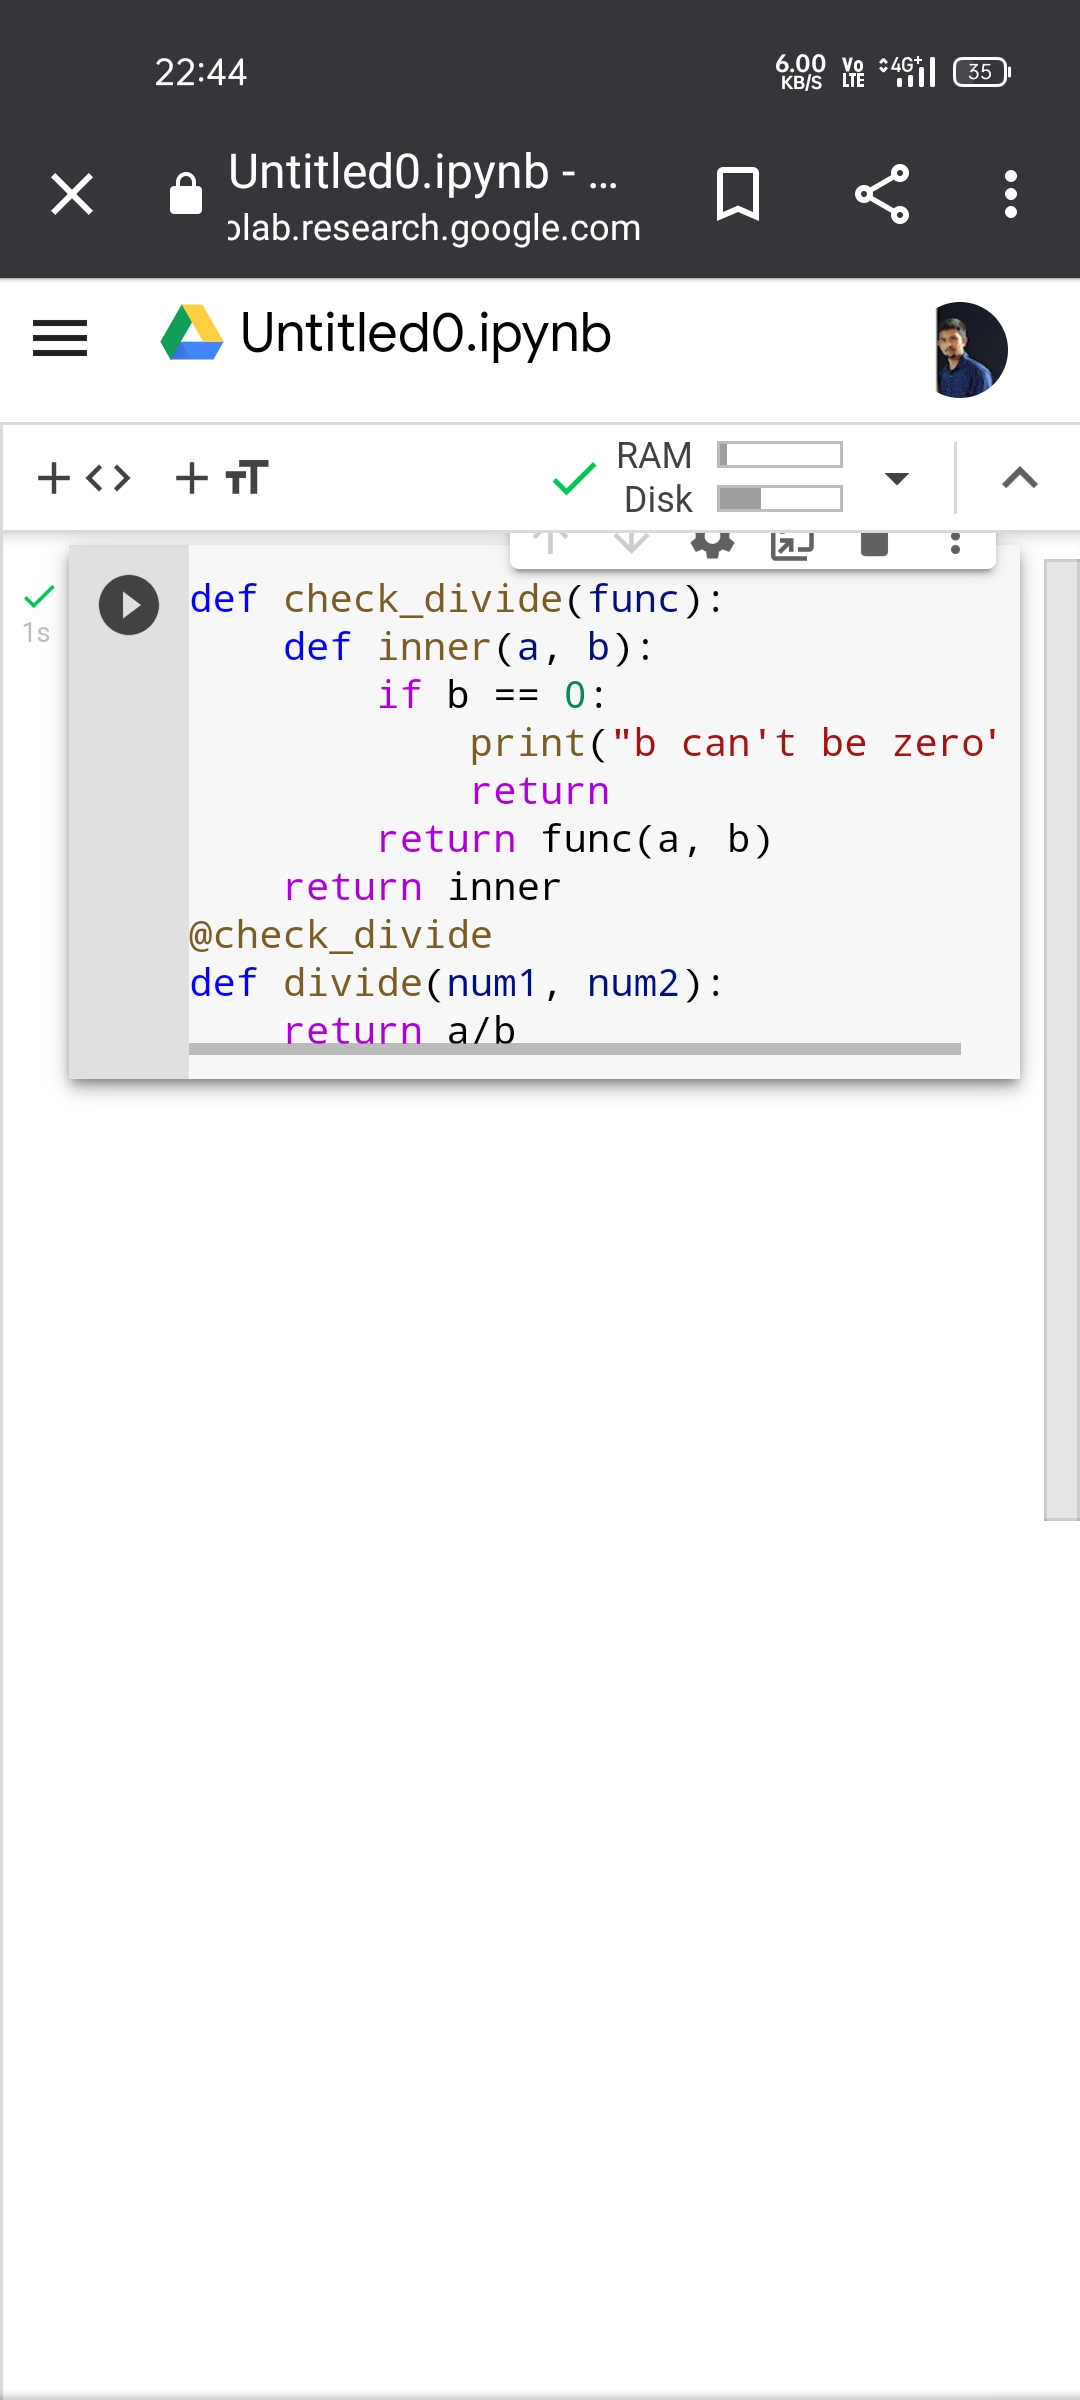 22:44
6.00 KB/S Vo LTE 4G+ 35
Untitled0.ipynb - ...
olab.research.google.com
Untitled0.ipynb
+ <> + TT
RAM
Disk
1s
def check_divide(func):
    def inner(a, b):
        if b == 0:
            print("b can't be zero'
            return
        return func(a, b)
    return inner
@check_divide
def divide(num1, num2):
    return a/b